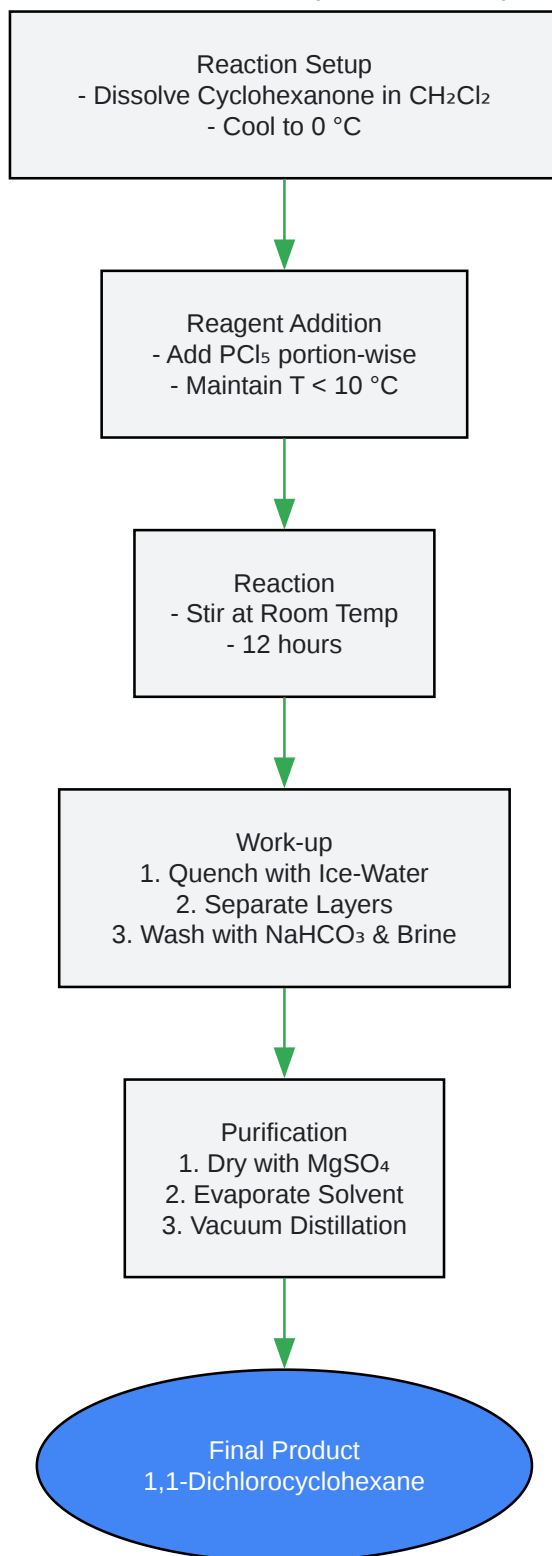 Reaction Setup
- Dissolve Cyclohexanone in CH₂Cl₂
- Cool to 0 °C
Reagent Addition
- Add PCl₅ portion-wise
- Maintain T < 10 °C
Reaction
- Stir at Room Temp
- 12 hours
Work-up
1. Quench with Ice-Water
2. Separate Layers
3. Wash with NaHCO₃ & Brine
Purification
1. Dry with MgSO₄
2. Evaporate Solvent
3. Vacuum Distillation
Final Product
1,1-Dichlorocyclohexane